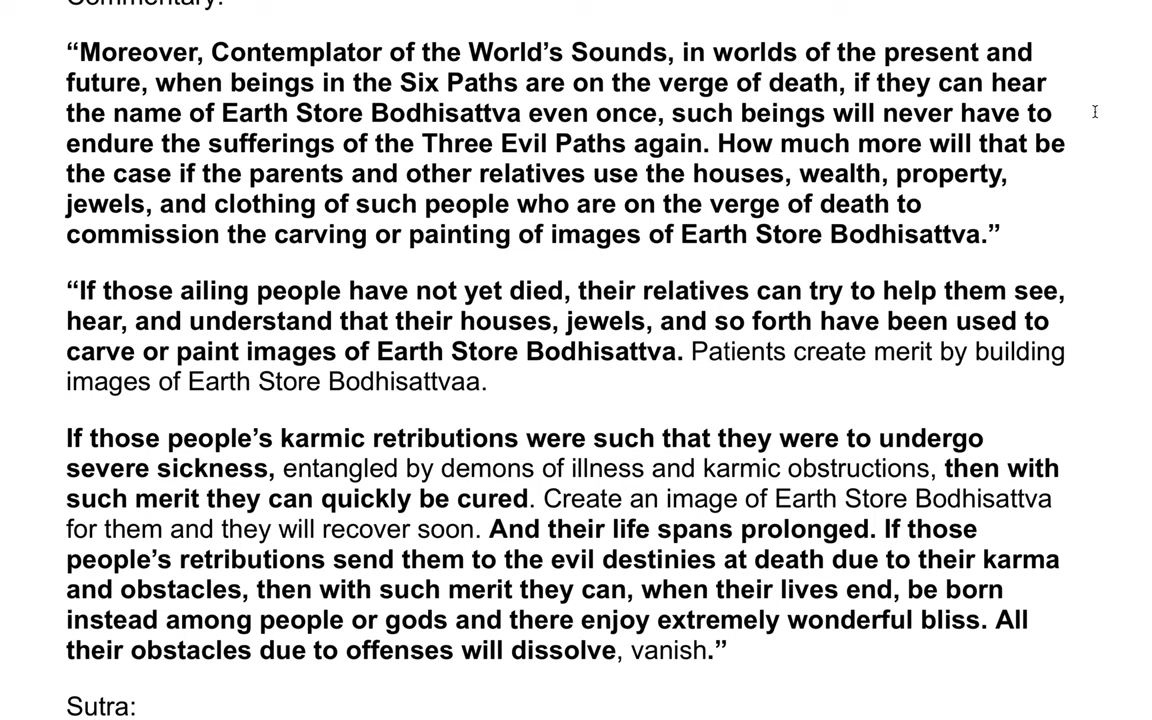 Commentary:
“Moreover, Contemplator of the World’s Sounds, in worlds of the present and
future, when beings in the Six Paths are on the verge of death, if they can hear
the name of Earth Store Bodhisattva even once, such beings will never have to
endure the sufferings of the Three Evil Paths again. How much more will that be
the case if the parents and other relatives use the houses, wealth, property,
jewels, and clothing of such people who are on the verge of death to
commission the carving or painting of images of Earth Store Bodhisattva.”
“If those ailing people have not yet died, their relatives can try to help them see,
hear, and understand that their houses, jewels, and so forth have been used to
carve or paint images of Earth Store Bodhisattva. Patients create merit by building
images of Earth Store Bodhisattvaa.
If those people’s karmic retributions were such that they were to undergo
severe sickness, entangled by demons of illness and karmic obstructions, then with
such merit they can quickly be cured. Create an image of Earth Store Bodhisattva
for them and they will recover soon. And their life spans prolonged. If those
people’s retributions send them to the evil destinies at death due to their karma
and obstacles, then with such merit they can, when their lives end, be born
instead among people or gods and there enjoy extremely wonderful bliss. All
their obstacles due to offenses will dissolve, vanish.”
Sutra: